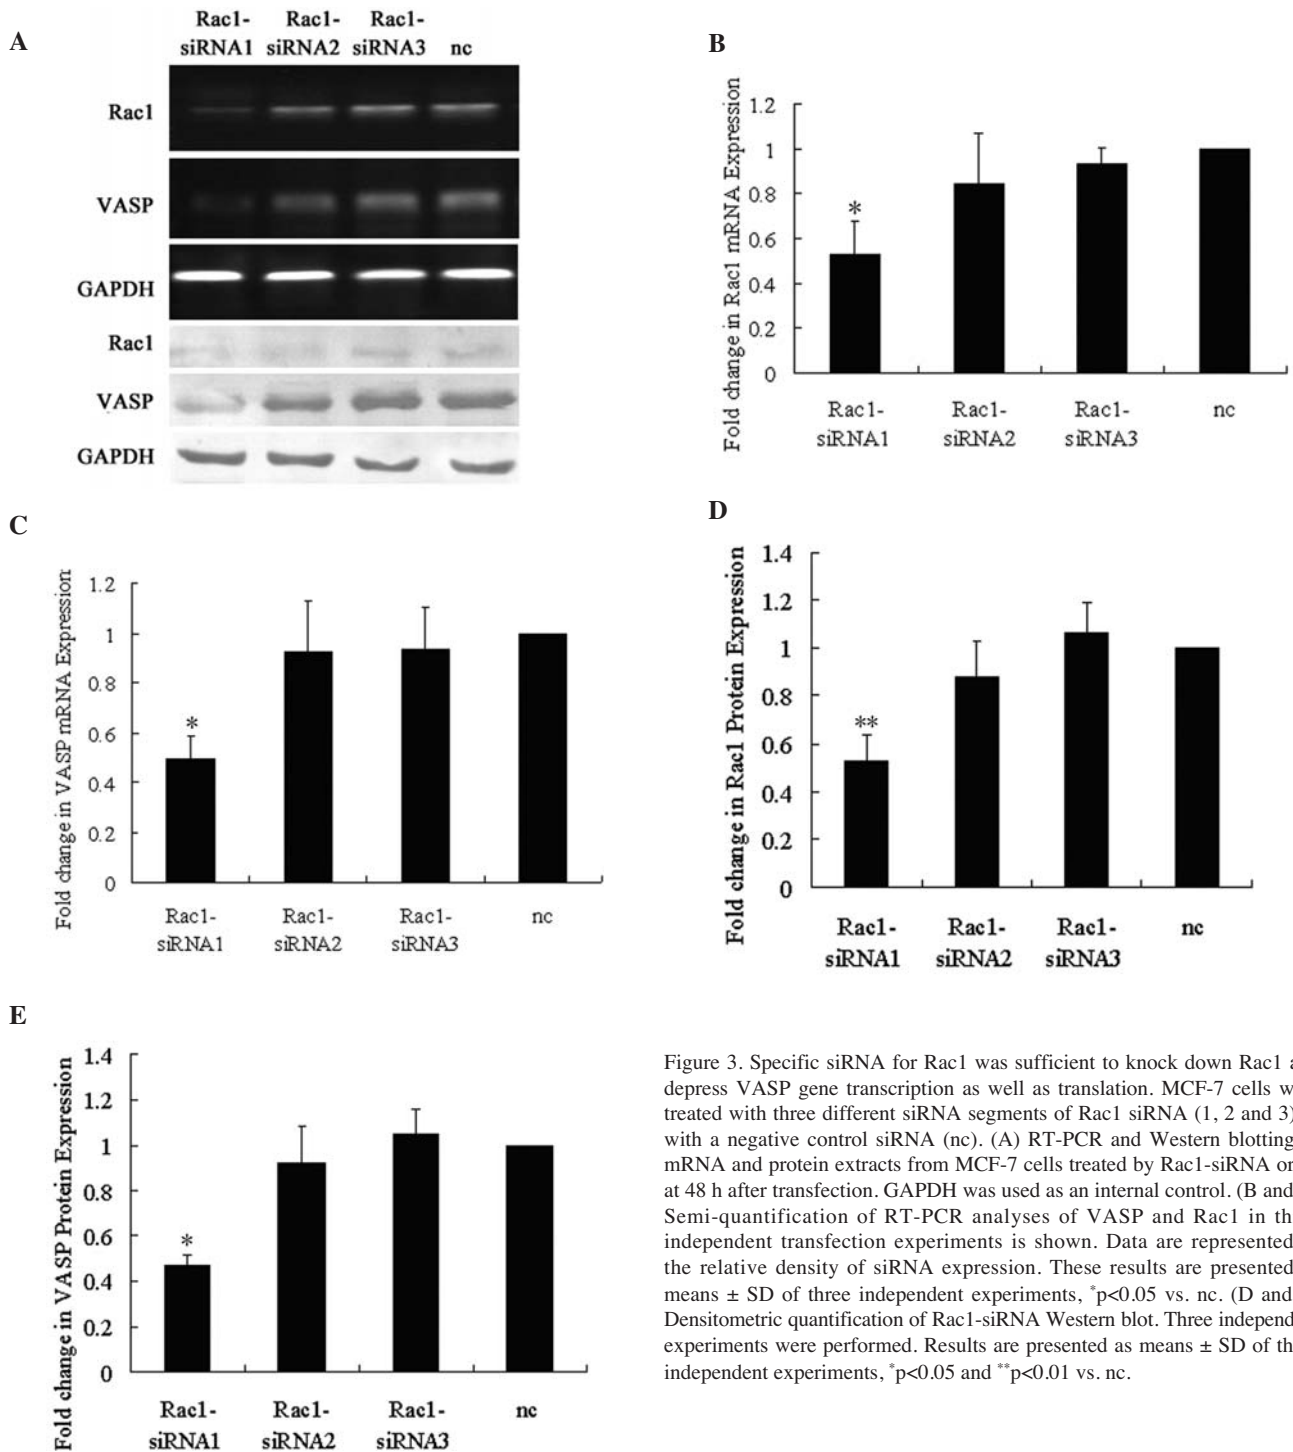 A
Rac1-
siRNA1
Rac1-
siRNA2
Rac1-
siRNA3
nc
Rac1
VASP
GAPDH
Rac1
VASP
GAPDH
B
Fold change in Rac1 mRNA Expression
1.2
1
0.8
0.6
0.4
0.2
0
*
Rac1-
siRNA1
Rac1-
siRNA2
Rac1-
siRNA3
nc
C
Fold change in VASP mRNA Expression
1.2
1
0.8
0.6
0.4
0.2
0
*
Rac1-
siRNA1
Rac1-
siRNA2
Rac1-
siRNA3
nc
D
Fold change in Rac1 Protein Expression
1.4
1.2
1
0.8
0.6
0.4
0.2
0
**
Rac1-
siRNA1
Rac1-
siRNA2
Rac1-
siRNA3
nc
E
Fold change in VASP Protein Expression
1.4
1.2
1
0.8
0.6
0.4
0.2
0
*
Rac1-
siRNA1
Rac1-
siRNA2
Rac1-
siRNA3
nc
Figure 3. Specific siRNA for Rac1 was sufficient to knock down Rac1 a
depress VASP gene transcription as well as translation. MCF-7 cells w
treated with three different siRNA segments of Rac1 siRNA (1, 2 and 3)
with a negative control siRNA (nc). (A) RT-PCR and Western blotting
mRNA and protein extracts from MCF-7 cells treated by Rac1-siRNA or
at 48 h after transfection. GAPDH was used as an internal control. (B and
Semi-quantification of RT-PCR analyses of VASP and Rac1 in th
independent transfection experiments is shown. Data are represented
the relative density of siRNA expression. These results are presented
means ± SD of three independent experiments, *p<0.05 vs. nc. (D and
Densitometric quantification of Rac1-siRNA Western blot. Three independ
experiments were performed. Results are presented as means ± SD of th
independent experiments, *p<0.05 and **p<0.01 vs. nc.